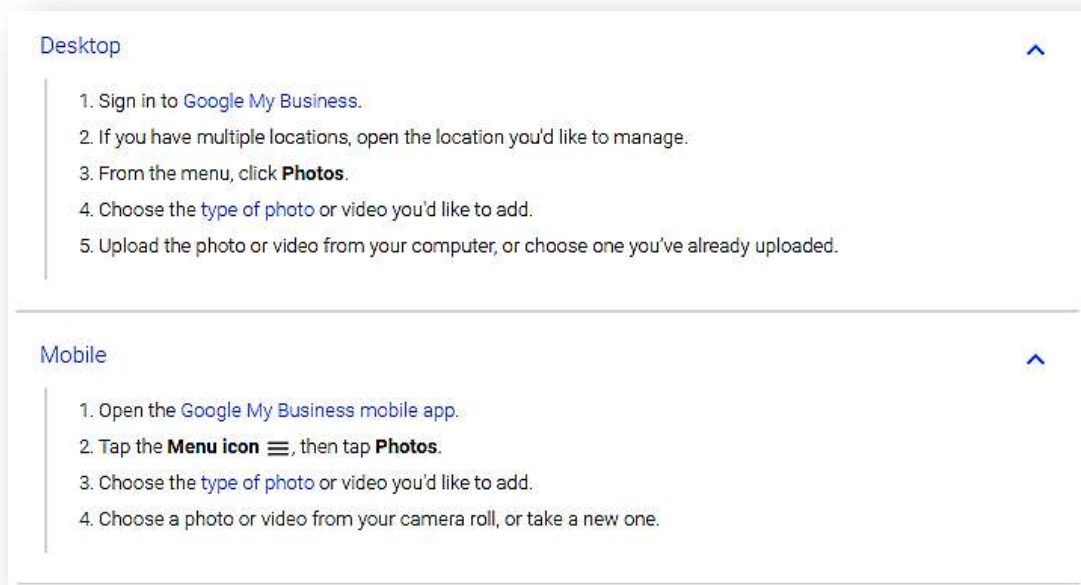 Desktop
1. Sign in to Google My Business.
2. If you have multiple locations, open the location you'd like to manage.
3. From the menu, click Photos.
4. Choose the type of photo or video you'd like to add.
5. Upload the photo or video from your computer, or choose one you've already uploaded.
Mobile
1. Open the Google My Business mobile app.
2. Tap the Menu icon, then tap Photos.
3. Choose the type of photo or video you'd like to add.
4. Choose a photo or video from your camera roll, or take a new one.